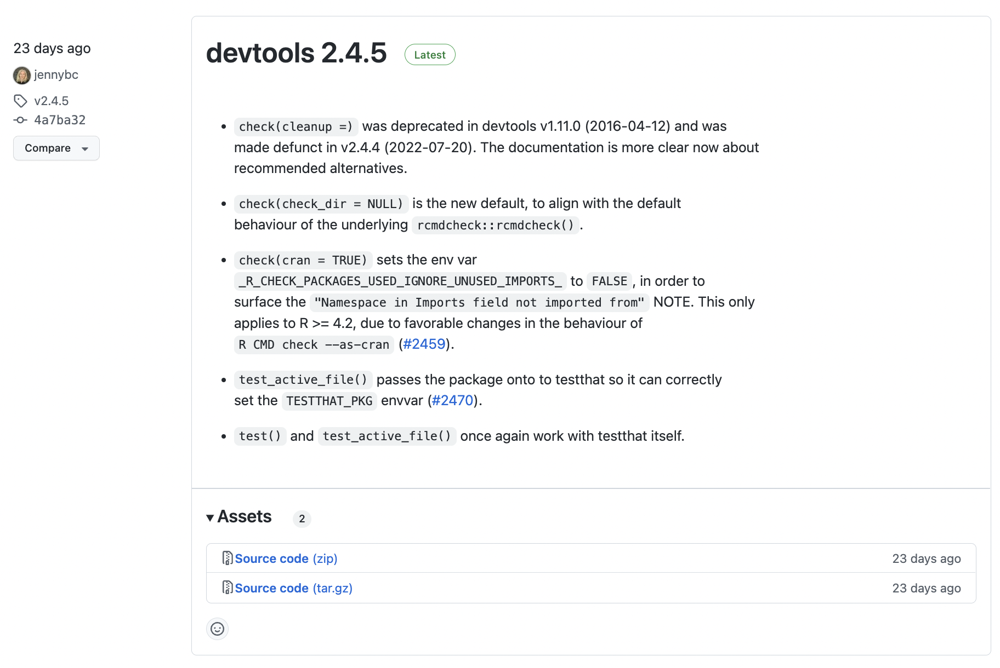 23 days ago
jennybc
v2.4.5
4a7ba32
Compare
devtools 2.4.5 Latest
check(cleanup =) was deprecated in devtools v1.11.0 (2016-04-12) and was
made defunct in v2.4.4 (2022-07-20). The documentation is more clear now about
recommended alternatives.
check(check_dir = NULL) is the new default, to align with the default
behaviour of the underlying rcmdcheck::rcmdcheck().
check(cran = TRUE) sets the env var
_R_CHECK_PACKAGES_USED_IGNORE_UNUSED_IMPORTS_ to FALSE, in order to
surface the "Namespace in Imports field not imported from" NOTE. This only
applies to R >= 4.2, due to favorable changes in the behaviour of
R CMD check --as-cran (#2459).
test_active_file() passes the package onto to testthat so it can correctly
set the TESTTHAT_PKG envvar (#2470).
test() and test_active_file() once again work with testthat itself.
Assets 2
Source code (zip) 23 days ago
Source code (tar.gz) 23 days ago